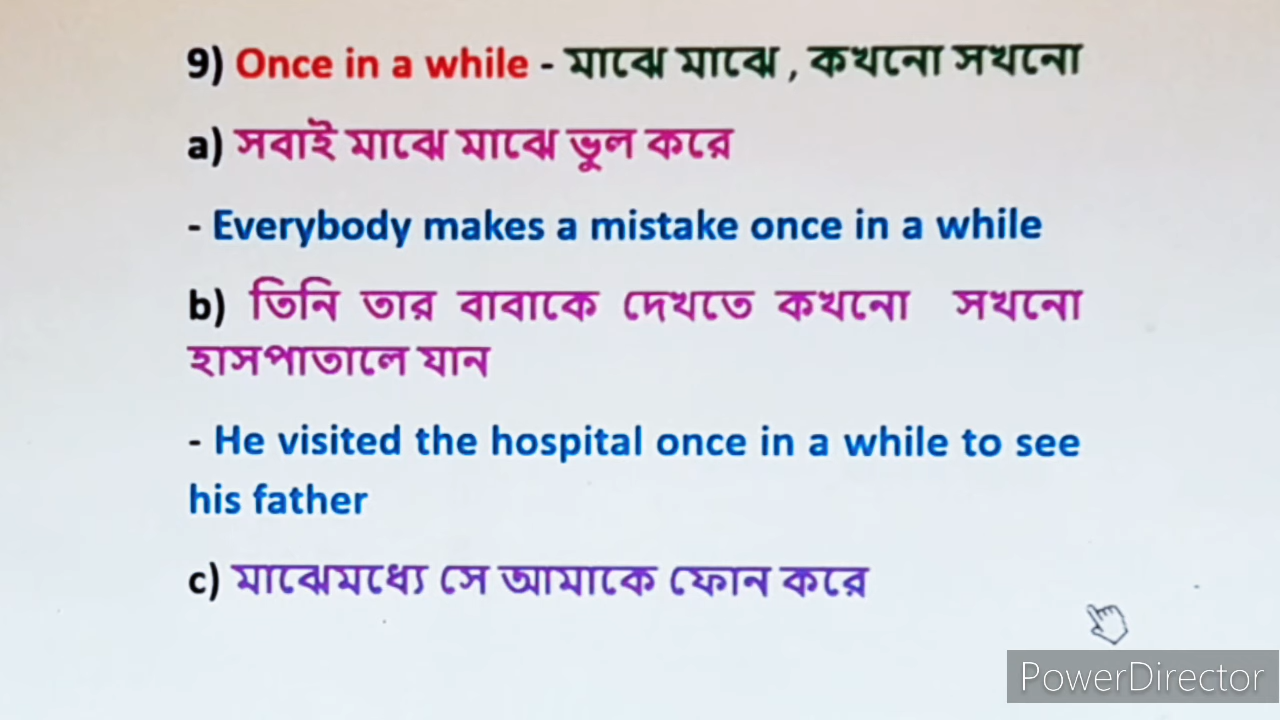 9) Once in a while - মাঝে মাঝে , কখনো সখনো
a) সবাই মাঝে মাঝে ভুল করে
- Everybody makes a mistake once in a while
b) তিনি তার বাবাকে দেখতে কখনো সখনো
হাসপাতালে যান
- He visited the hospital once in a while to see
his father
c) মাঝেমধ্যে সে আমাকে ফোন করে
PowerDirector